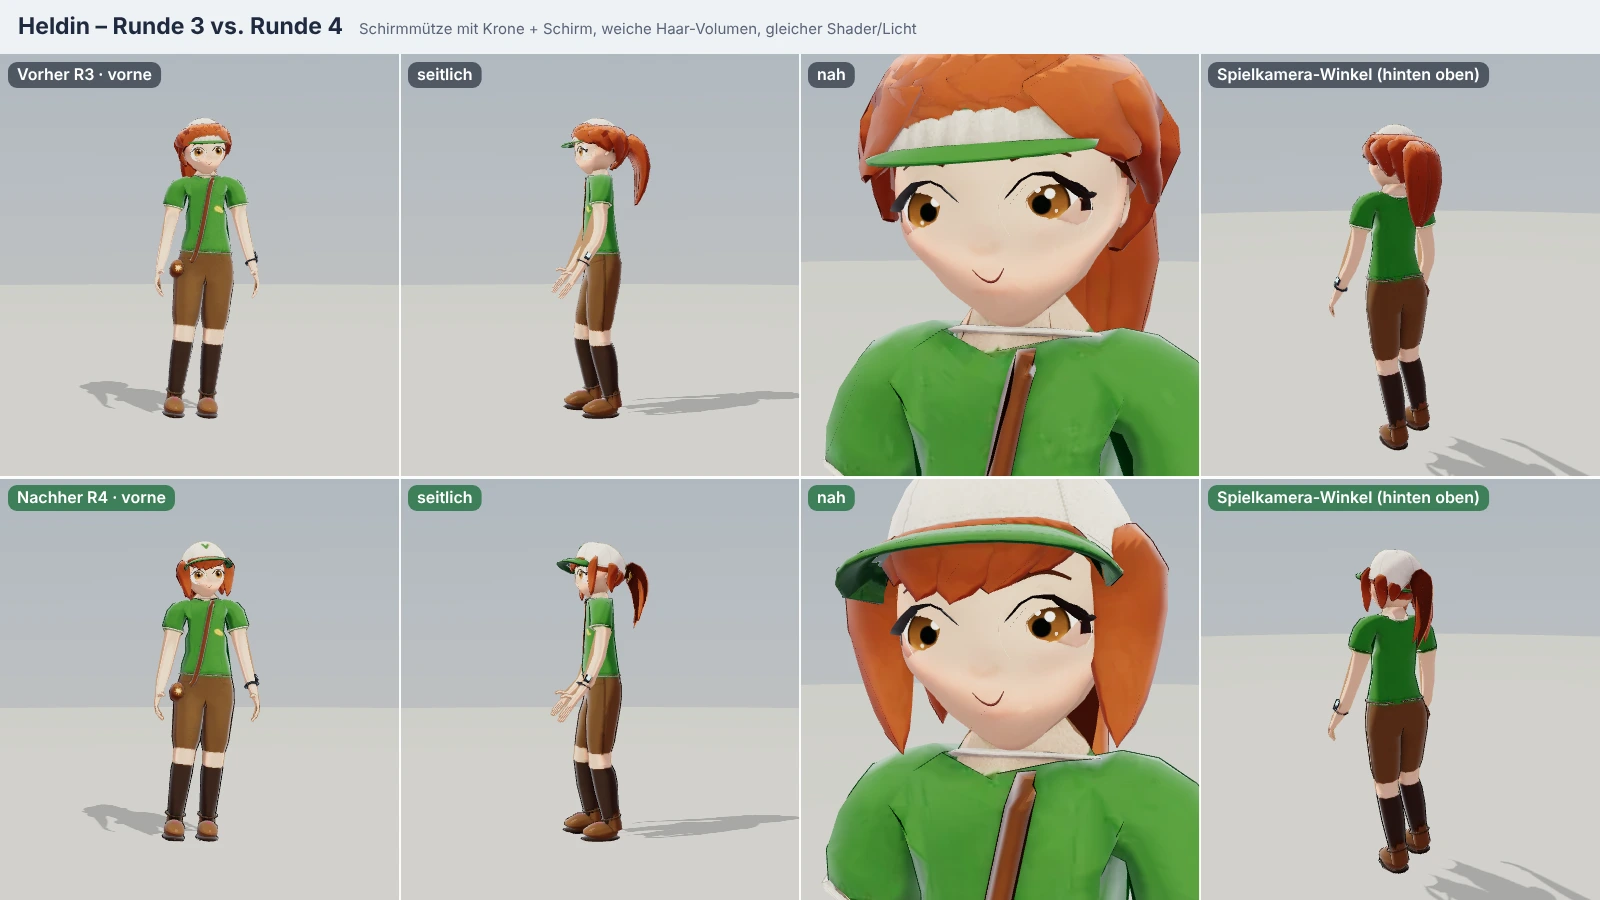 Heldin – Runde 3 vs. Runde 4 Schirmmütze mit Krone + Schirm, weiche Haar-Volumen, gleicher Shader/Licht
Vorher R3 · vorne
seitlich
nah
Spielkamera-Winkel (hinten oben)
Nachher R4 · vorne
seitlich
nah
Spielkamera-Winkel (hinten oben)